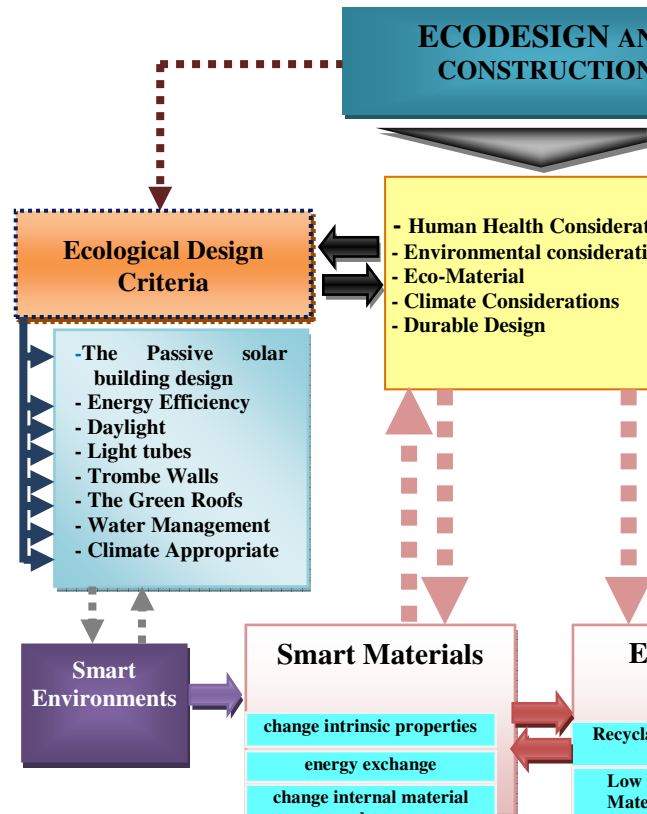 ECODESIGN
CONSTRUCTION
- Human Health
- Environmental
- Eco-Material
- Climate Considerations
- Durable Design
Ecological Design
Criteria
-The Passive solar
building design
- Energy Efficiency
- Daylight
- Light tubes
- Trombe Walls
- The Green Roofs
- Water Management
- Climate Appropriate
Smart
Environments
Smart Materials
change intrinsic properties
energy exchange
change internal material
Low